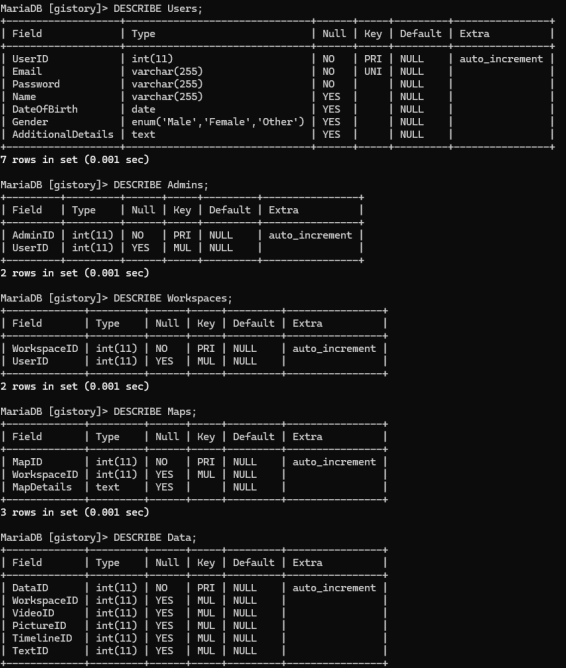 MariaDB [gistory]> DESCRIBE Users;
+-------------------+-------------------------------+------+-----+---------+----------------+
| Field             | Type                          | Null | Key | Default | Extra          |
+-------------------+-------------------------------+------+-----+---------+----------------+
| UserID            | int(11)                       | NO   | PRI | NULL    | auto_increment |
| Email             | varchar(255)                  | NO   | UNI | NULL    |                |
| Password          | varchar(255)                  | NO   |     | NULL    |                |
| Name              | varchar(255)                  | YES  |     | NULL    |                |
| DateOfBirth       | date                          | YES  |     | NULL    |                |
| Gender            | enum('Male','Female','Other') | YES  |     | NULL    |                |
| AdditionalDetails | text                          | YES  |     | NULL    |                |
+-------------------+-------------------------------+------+-----+---------+----------------+
7 rows in set (0.001 sec)

MariaDB [gistory]> DESCRIBE Admins;
+---------+---------+------+-----+---------+----------------+
| Field   | Type    | Null | Key | Default | Extra          |
+---------+---------+------+-----+---------+----------------+
| AdminID | int(11) | NO   | PRI | NULL    | auto_increment |
| UserID  | int(11) | YES  | MUL | NULL    |                |
+---------+---------+------+-----+---------+----------------+
2 rows in set (0.001 sec)

MariaDB [gistory]> DESCRIBE Workspaces;
+-------------+---------+------+-----+---------+----------------+
| Field       | Type    | Null | Key | Default | Extra          |
+-------------+---------+------+-----+---------+----------------+
| WorkspaceID | int(11) | NO   | PRI | NULL    | auto_increment |
| UserID      | int(11) | YES  | MUL | NULL    |                |
+-------------+---------+------+-----+---------+----------------+
2 rows in set (0.001 sec)

MariaDB [gistory]> DESCRIBE Maps;
+-------------+---------+------+-----+---------+----------------+
| Field       | Type    | Null | Key | Default | Extra          |
+-------------+---------+------+-----+---------+----------------+
| MapID       | int(11) | NO   | PRI | NULL    | auto_increment |
| WorkspaceID | int(11) | YES  | MUL | NULL    |                |
| MapDetails  | text    | YES  |     | NULL    |                |
+-------------+---------+------+-----+---------+----------------+
3 rows in set (0.001 sec)

MariaDB [gistory]> DESCRIBE Data;
+-------------+---------+------+-----+---------+----------------+
| Field       | Type    | Null | Key | Default | Extra          |
+-------------+---------+------+-----+---------+----------------+
| DataID      | int(11) | NO   | PRI | NULL    | auto_increment |
| WorkspaceID | int(11) | YES  | MUL | NULL    |                |
| VideoID     | int(11) | YES  | MUL | NULL    |                |
| PictureID   | int(11) | YES  | MUL | NULL    |                |
| TimelineID  | int(11) | YES  | MUL | NULL    |                |
| TextID      | int(11) | YES  | MUL | NULL    |                |
+-------------+---------+------+-----+---------+----------------+